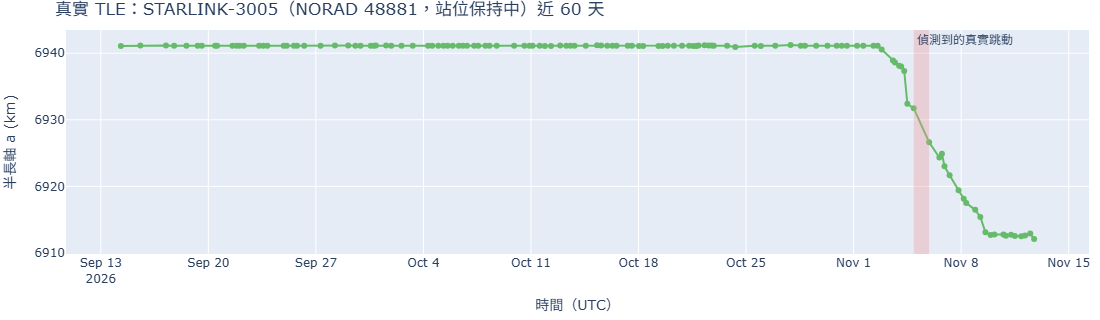 真實 TLE：STARLINK-3005（NORAD 48881，站位保持中）近 60 天
偵測到的真實跳動
半長軸 a (km)
6940
6930
6920
6910
Sep 13
2026
Sep 20
Sep 27
Oct 4
Oct 11
Oct 18
Oct 25
Nov 1
Nov 8
Nov 15
時間（UTC）